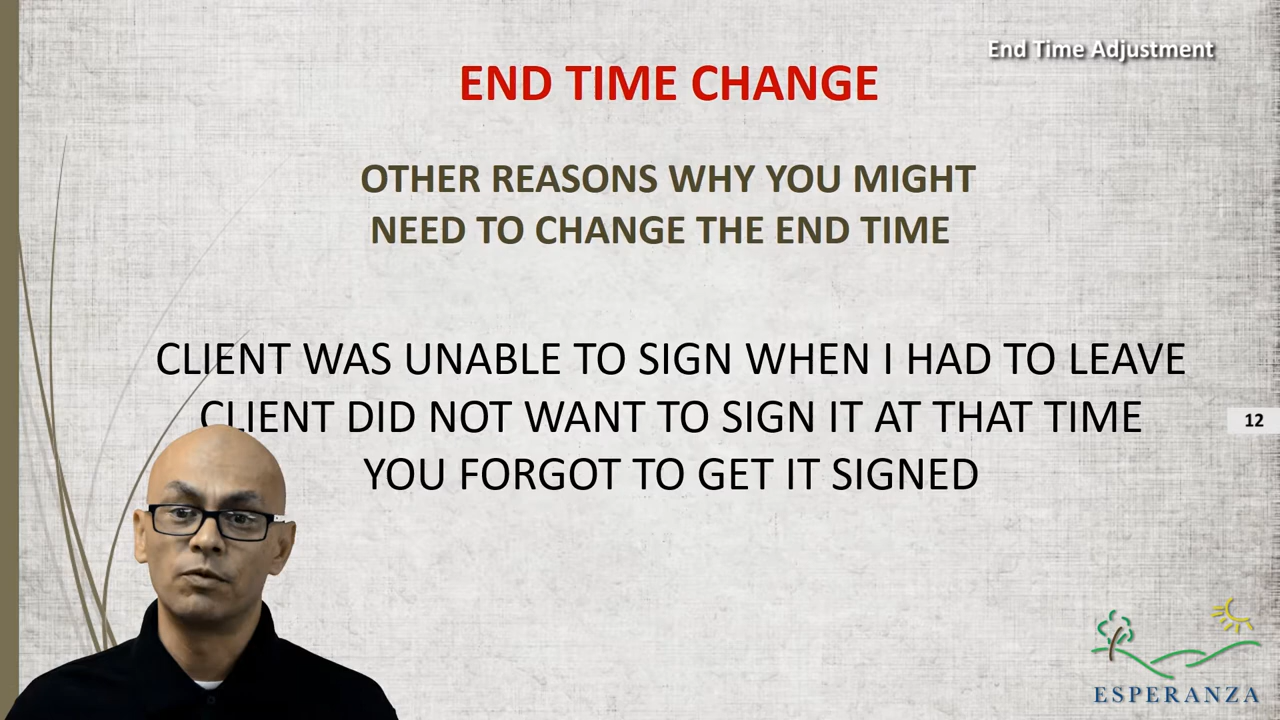 End Time Adjustment
END TIME CHANGE
OTHER REASONS WHY YOU MIGHT
NEED TO CHANGE THE END TIME
CLIENT WAS UNABLE TO SIGN WHEN I HAD TO LEAVE
CLIENT DID NOT WANT TO SIGN IT AT THAT TIME
12
YOU FORGOT TO GET IT SIGNED
ESPERANZA